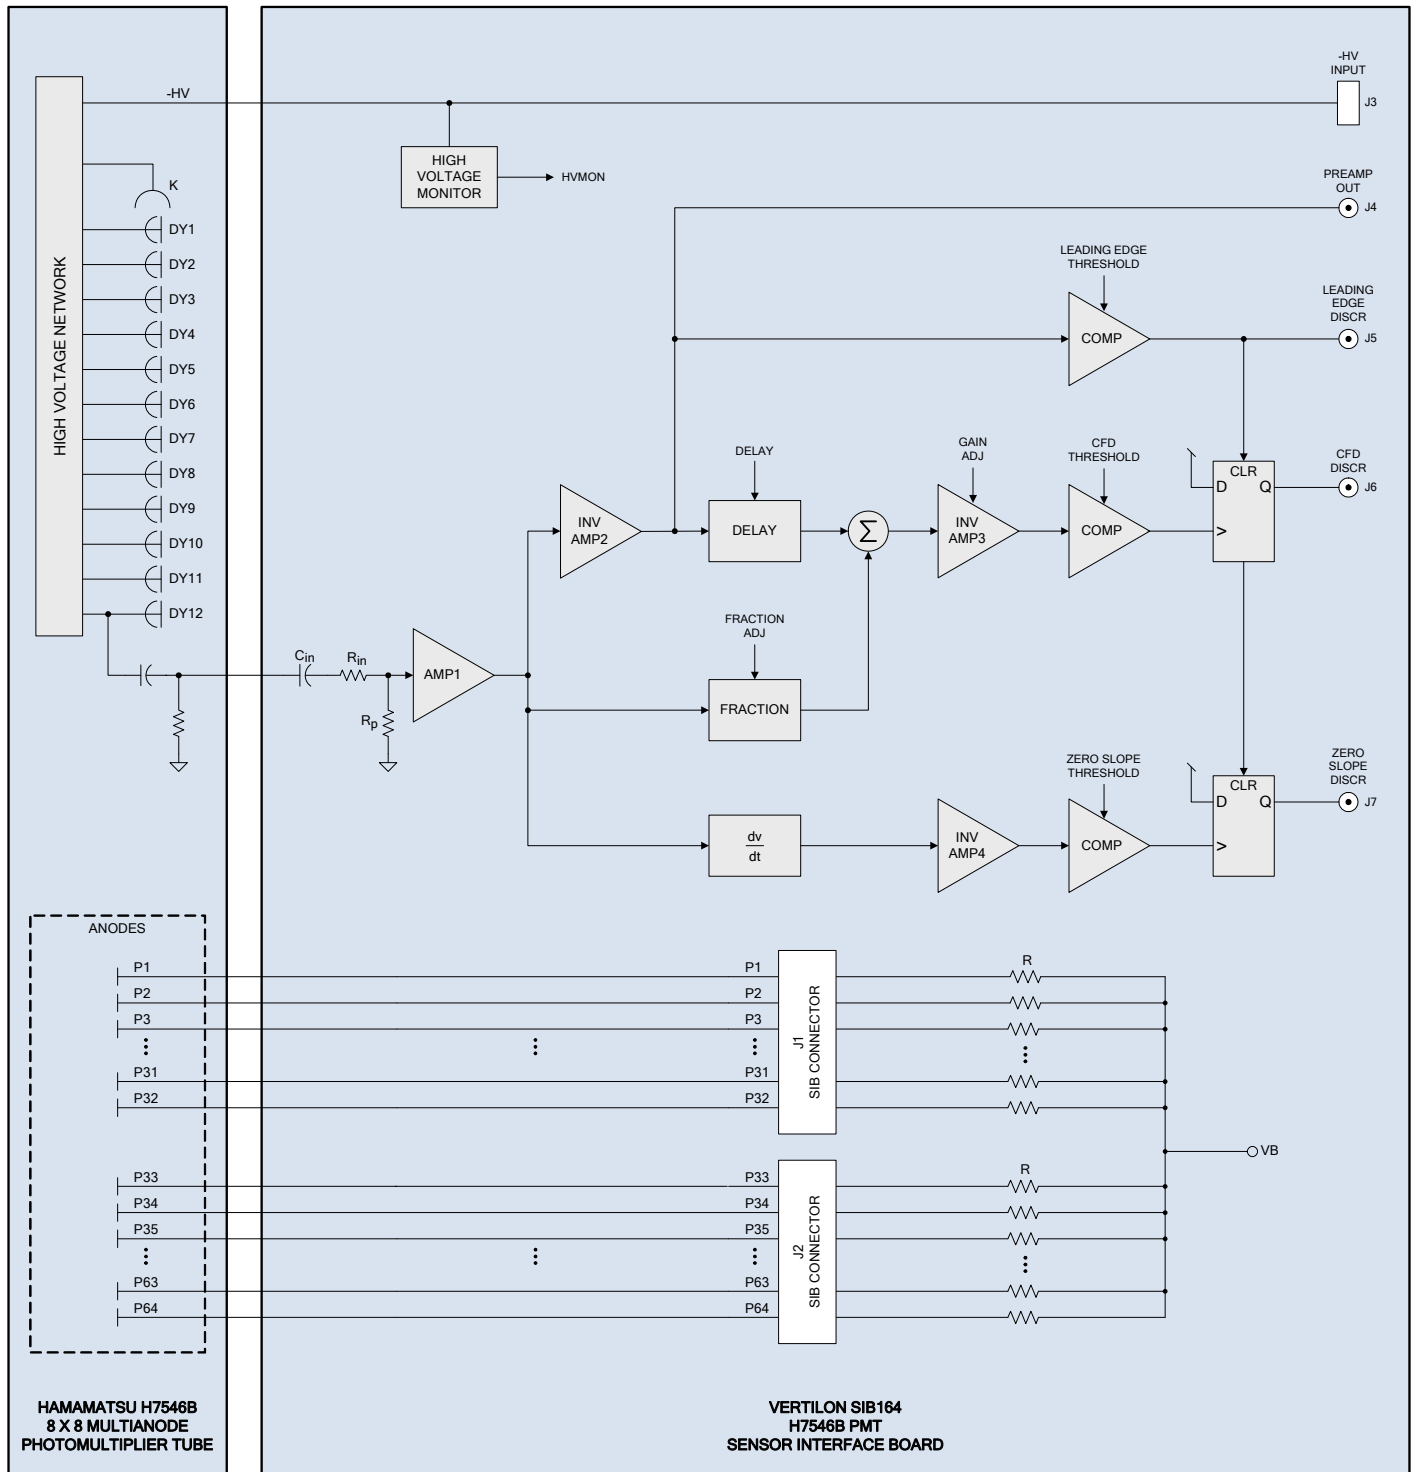 -HV
INPUT
J3
-HV
HIGH
VOLTAGE
MONITOR
HVMON
PREAMP
OUT
J4
K
DY1
DY2
DY3
DY4
DY5
DY6
DY7
DY8
DY9
DY10
DY11
DY12
HIGH VOLTAGE NETWORK
LEADING EDGE
THRESHOLD
COMP
LEADING
EDGE
DISCR
J5
DELAY
GAIN
ADJ
CFD
THRESHOLD
INV
AMP2
DELAY
Σ
INV
AMP3
COMP
CLR
D
Q
>
CFD
DISCR
J6
Cin
Rin
Rp
AMP1
FRACTION
ADJ
FRACTION
ZERO SLOPE
THRESHOLD
dv
dt
INV
AMP4
COMP
CLR
D
Q
>
ZERO
SLOPE
DISCR
J7
ANODES
P1
P2
P3
P31
P32
P33
P34
P35
P63
P64
P1
P2
P3
P31
P32
J1
SIB CONNECTOR
R
P33
P34
P35
P63
P64
J2
SIB CONNECTOR
R
VB
HAMAMATSU H7546B
8 X 8 MULTIANODE
PHOTOMULTIPLIER TUBE
VERTILON SIB164
H7546B PMT
SENSOR INTERFACE BOARD